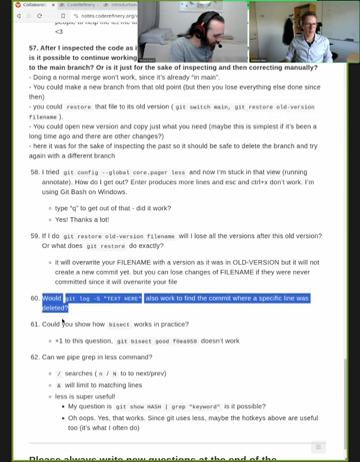 notes.coderefinery.org
<3
57. After I inspected the code as i
is it possible to continue working
to the main branch? Or is it just for the sake of inspecting and then correcting manually?
- Doing a normal merge won't work, since it's already "in main".
- You could make a new branch from that old point (but then you lose everything else done since
then)
- you could restore that file to its old version ( git switch main, git restore old-version
filename ).
- You could open new version and copy just what you need (maybe this is simplest if it's been a
long time ago and there are other changes?)
- here it was for the sake of inspecting the past so it should be safe to delete the branch and try
again with a different branch
58. I tried git config --global core.pager less and now I'm stuck in that view (running
annotate). How do I get out? Enter produces more lines and esc and ctrl+x don't work. I'm
using Git Bash on Windows.
type "q" to get out of that - did it work?
Yes! Thanks a lot!
59. If I do git restore old-version filename will I lose all the versions after this old version?
Or what does git restore do exactly?
it will overwrite your FILENAME with a version as it was in OLD-VERSION but it will not
create a new commit yet. but you can lose changes of FILENAME if they were never
committed since it will overwrite your file
60. Would git log -S "TEXT HERE" also work to find the commit where a specific line was
deleted?
61. Could you show how bisect works in practice?
+1 to this question, git bisect good f0ea950 doesn't work
62. Can we pipe grep in less command?
/ searches ( n / N to to next/prev)
& will limit to matching lines
less is super useful!
My question is git show HASH | grep "keyword" is it possible?
Oh oops. Yes, that works. Since git uses less, maybe the hotkeys above are useful
too (it's what I often do)
Please always write new questions at the end of the